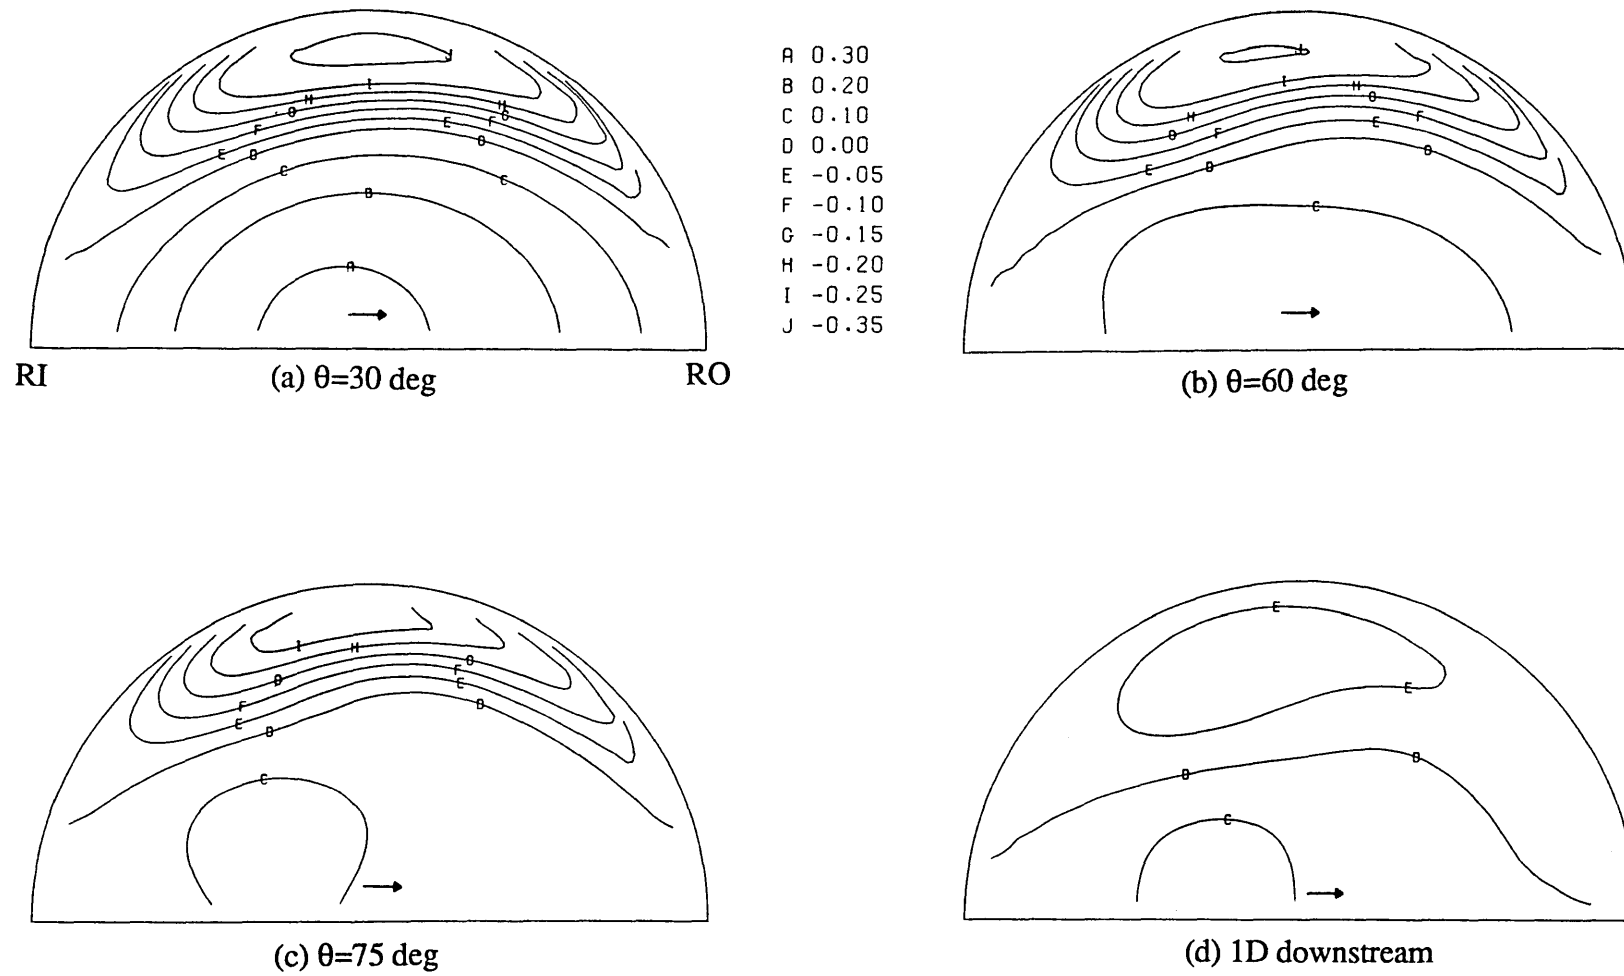 A 0.30
B 0.20
C 0.10
D 0.00
E -0.05
F -0.10
G -0.15
H -0.20
I -0.25
J -0.35
J
I
H
H
G
G
F
F
E
E
D
D
C
C
B
A
RI
(a) θ=30 deg
RO
J
I
H
H
G
G
F
F
E
E
D
D
C
(b) θ=60 deg
I
H
G
G
F
F
E
E
D
D
C
(c) θ=75 deg
E
E
D
D
C
(d) 1D downstream